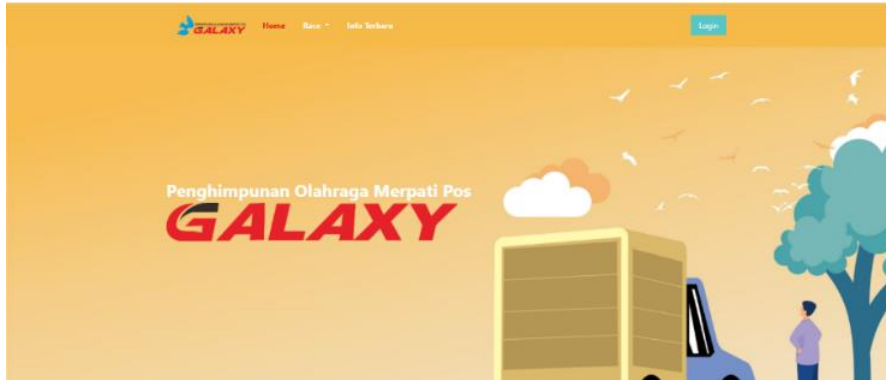 GALAXY
Home
Race
Info Terbaru
Login
Penghimpunan Olahraga Merpati Pos
GALAXY